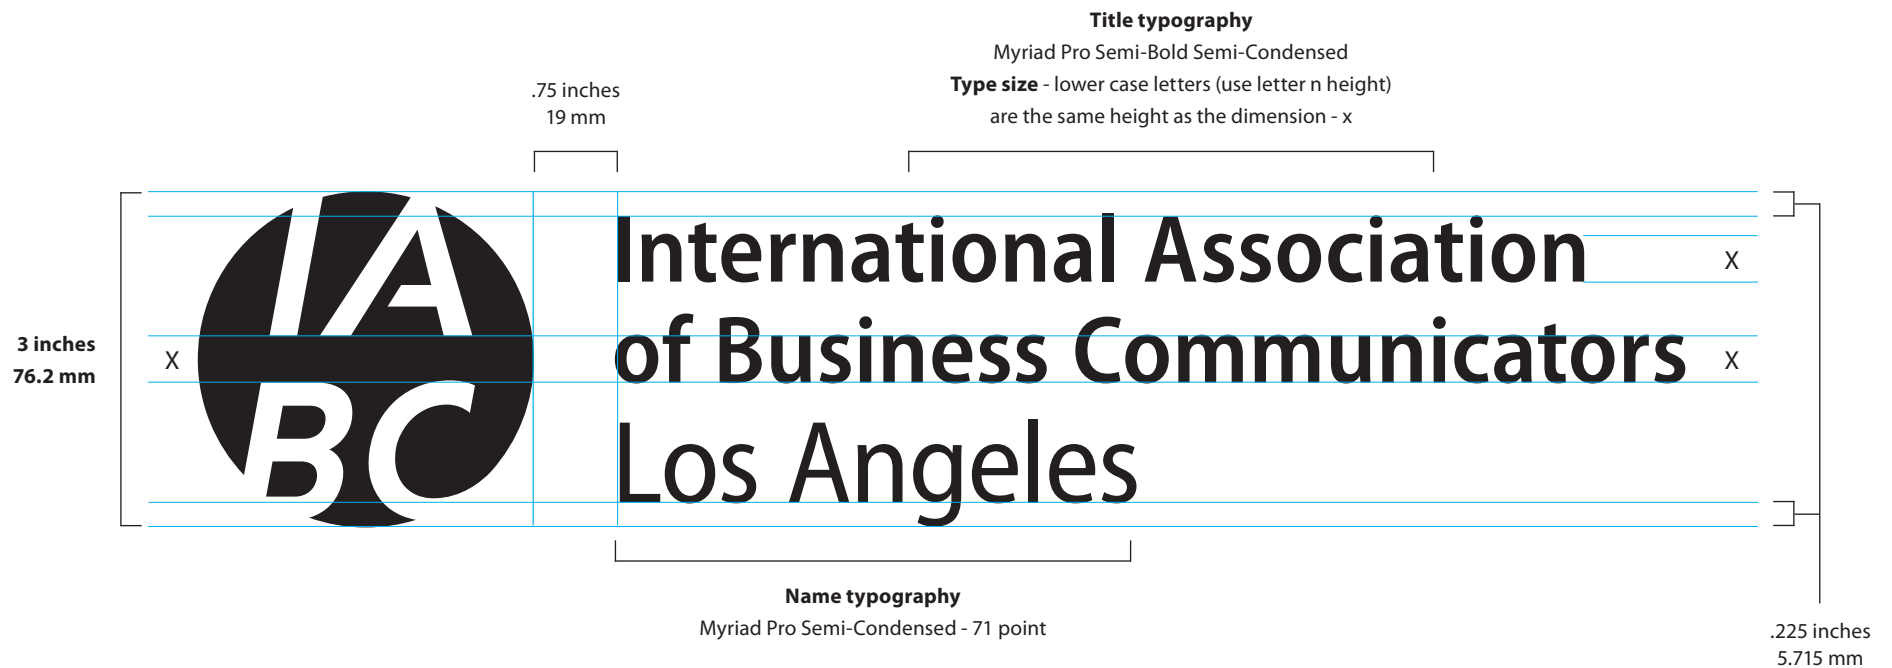 Title typography
Myriad Pro Semi-Bold Semi-Condensed
Type size - lower case letters (use letter n height)
are the same height as the dimension - x
.75 inches
19 mm
3 inches
76.2 mm
X
IA
BC
International Association
of Business Communicators
Los Angeles
X
X
Name typography
Myriad Pro Semi-Condensed - 71 point
.225 inches
5.715 mm